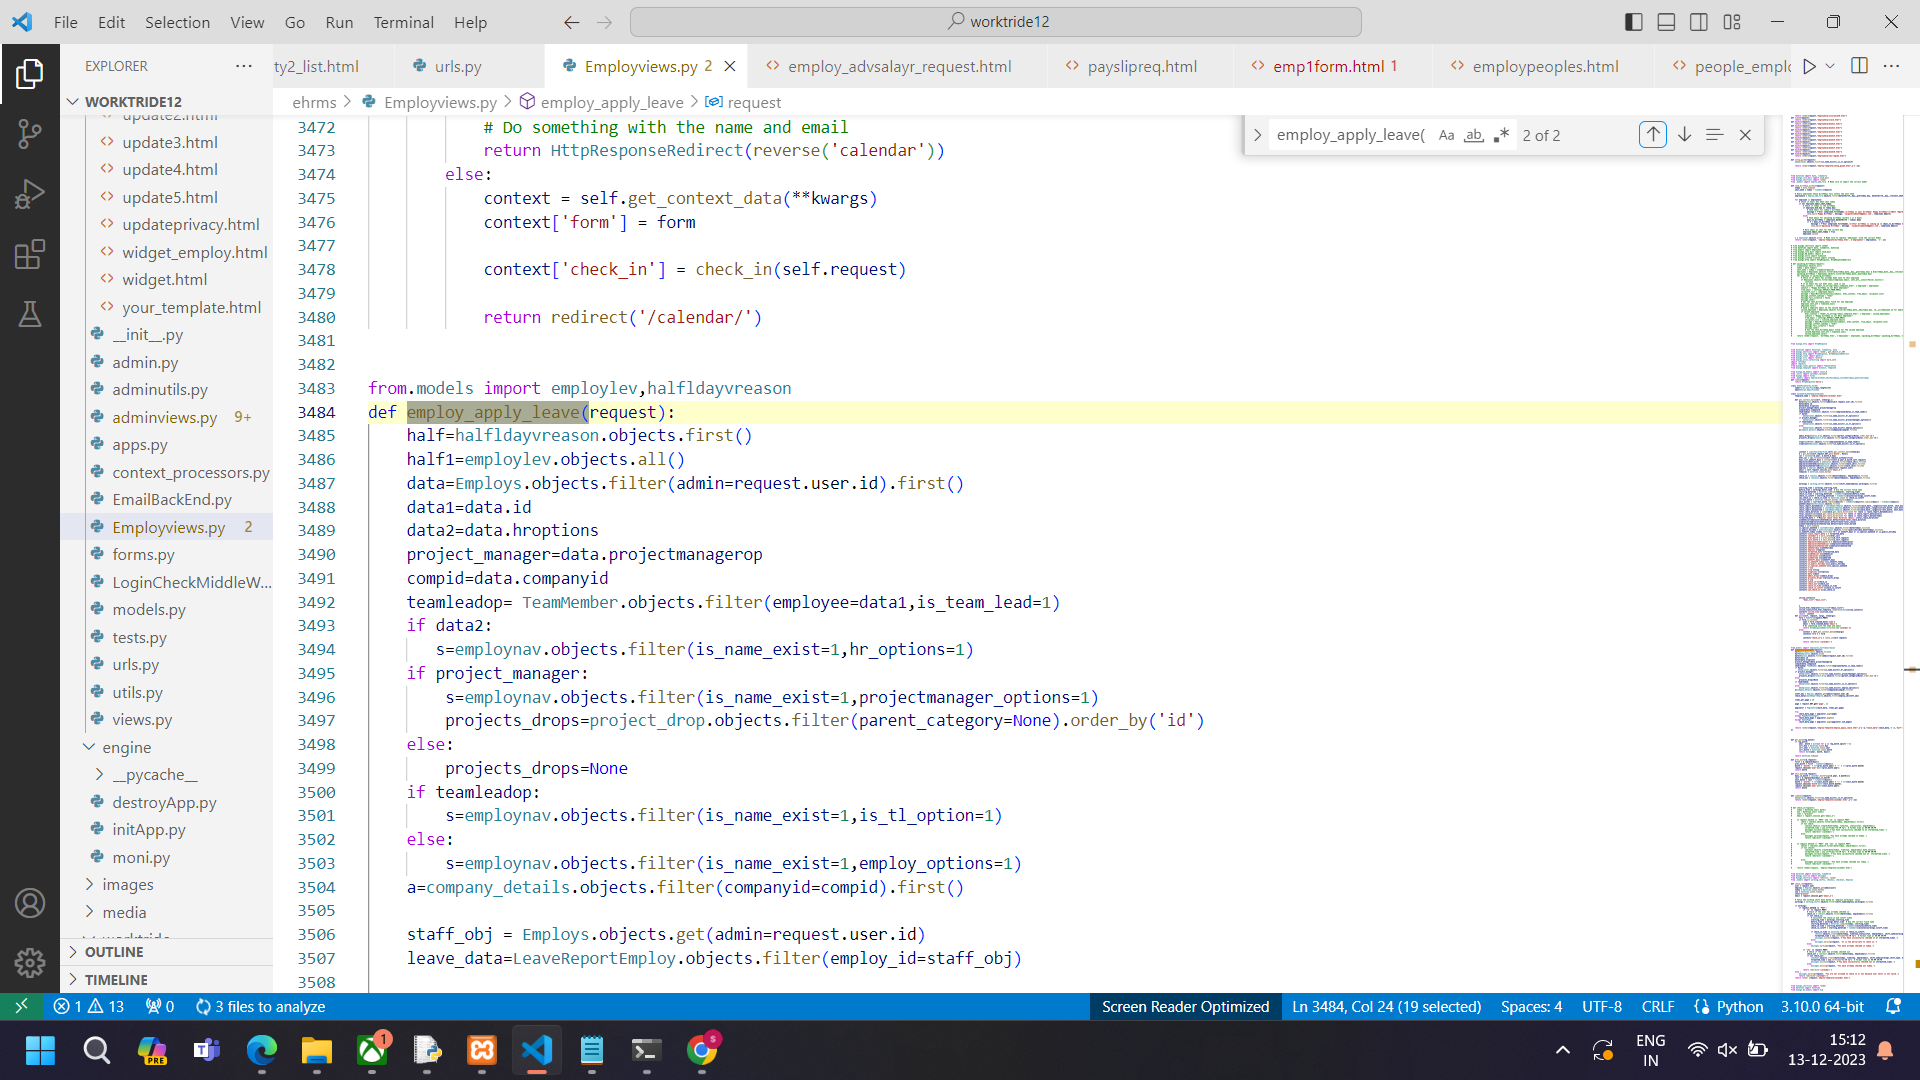 File Edit Selection View Go Run Terminal Help
worktride12
EXPLORER
ty2_list.html
urls.py
Employviews.py 2
employ_advsalayr_request.html
payslipreq.html
emp1form.html 1
employpeoples.html
people_emplo
WORKTRIDE12
ehrms > Employviews.py > employ_apply_leave > request
employ_apply_leave(
Aa ab 2 of 2
update2.html
update3.html
update4.html
update5.html
updateprivacy.html
widget_employ.html
widget.html
your_template.html
__init__.py
admin.py
adminutils.py
adminviews.py 9+
apps.py
context_processors.py
EmailBackEnd.py
Employviews.py 2
forms.py
LoginCheckMiddleW...
models.py
tests.py
urls.py
utils.py
views.py
engine
__pycache__
destroyApp.py
initApp.py
moni.py
images
media
OUTLINE
TIMELINE
3472 # Do something with the name and email
3473 return HttpResponseRedirect(reverse('calendar'))
3474 else:
3475 context = self.get_context_data(**kwargs)
3476 context['form'] = form
3477
3478 context['check_in'] = check_in(self.request)
3479
3480 return redirect('/calendar/')
3481
3482
3483 from.models import employlev,halfldayvreason
3484 def employ_apply_leave(request):
3485 half=halfldayvreason.objects.first()
3486 half1=employlev.objects.all()
3487 data=Employs.objects.filter(admin=request.user.id).first()
3488 data1=data.id
3489 data2=data.hroptions
3490 project_manager=data.projectmanagerop
3491 compid=data.companyid
3492 teamleadop= TeamMember.objects.filter(employee=data1,is_team_lead=1)
3493 if data2:
3494 s=employnav.objects.filter(is_name_exist=1,hr_options=1)
3495 if project_manager:
3496 s=employnav.objects.filter(is_name_exist=1,projectmanager_options=1)
3497 projects_drops=project_drop.objects.filter(parent_category=None).order_by('id')
3498 else:
3499 projects_drops=None
3500 if teamleadop:
3501 s=employnav.objects.filter(is_name_exist=1,is_tl_option=1)
3502 else:
3503 s=employnav.objects.filter(is_name_exist=1,employ_options=1)
3504 a=company_details.objects.filter(companyid=compid).first()
3505
3506 staff_obj = Employs.objects.get(admin=request.user.id)
3507 leave_data=LeaveReportEmploy.objects.filter(employ_id=staff_obj)
3508
1 13 0 3 files to analyze
Screen Reader Optimized Ln 3484, Col 24 (19 selected) Spaces: 4 UTF-8 CRLF Python 3.10.0 64-bit
PRE
1
S
ENG
IN
15:12
13-12-2023